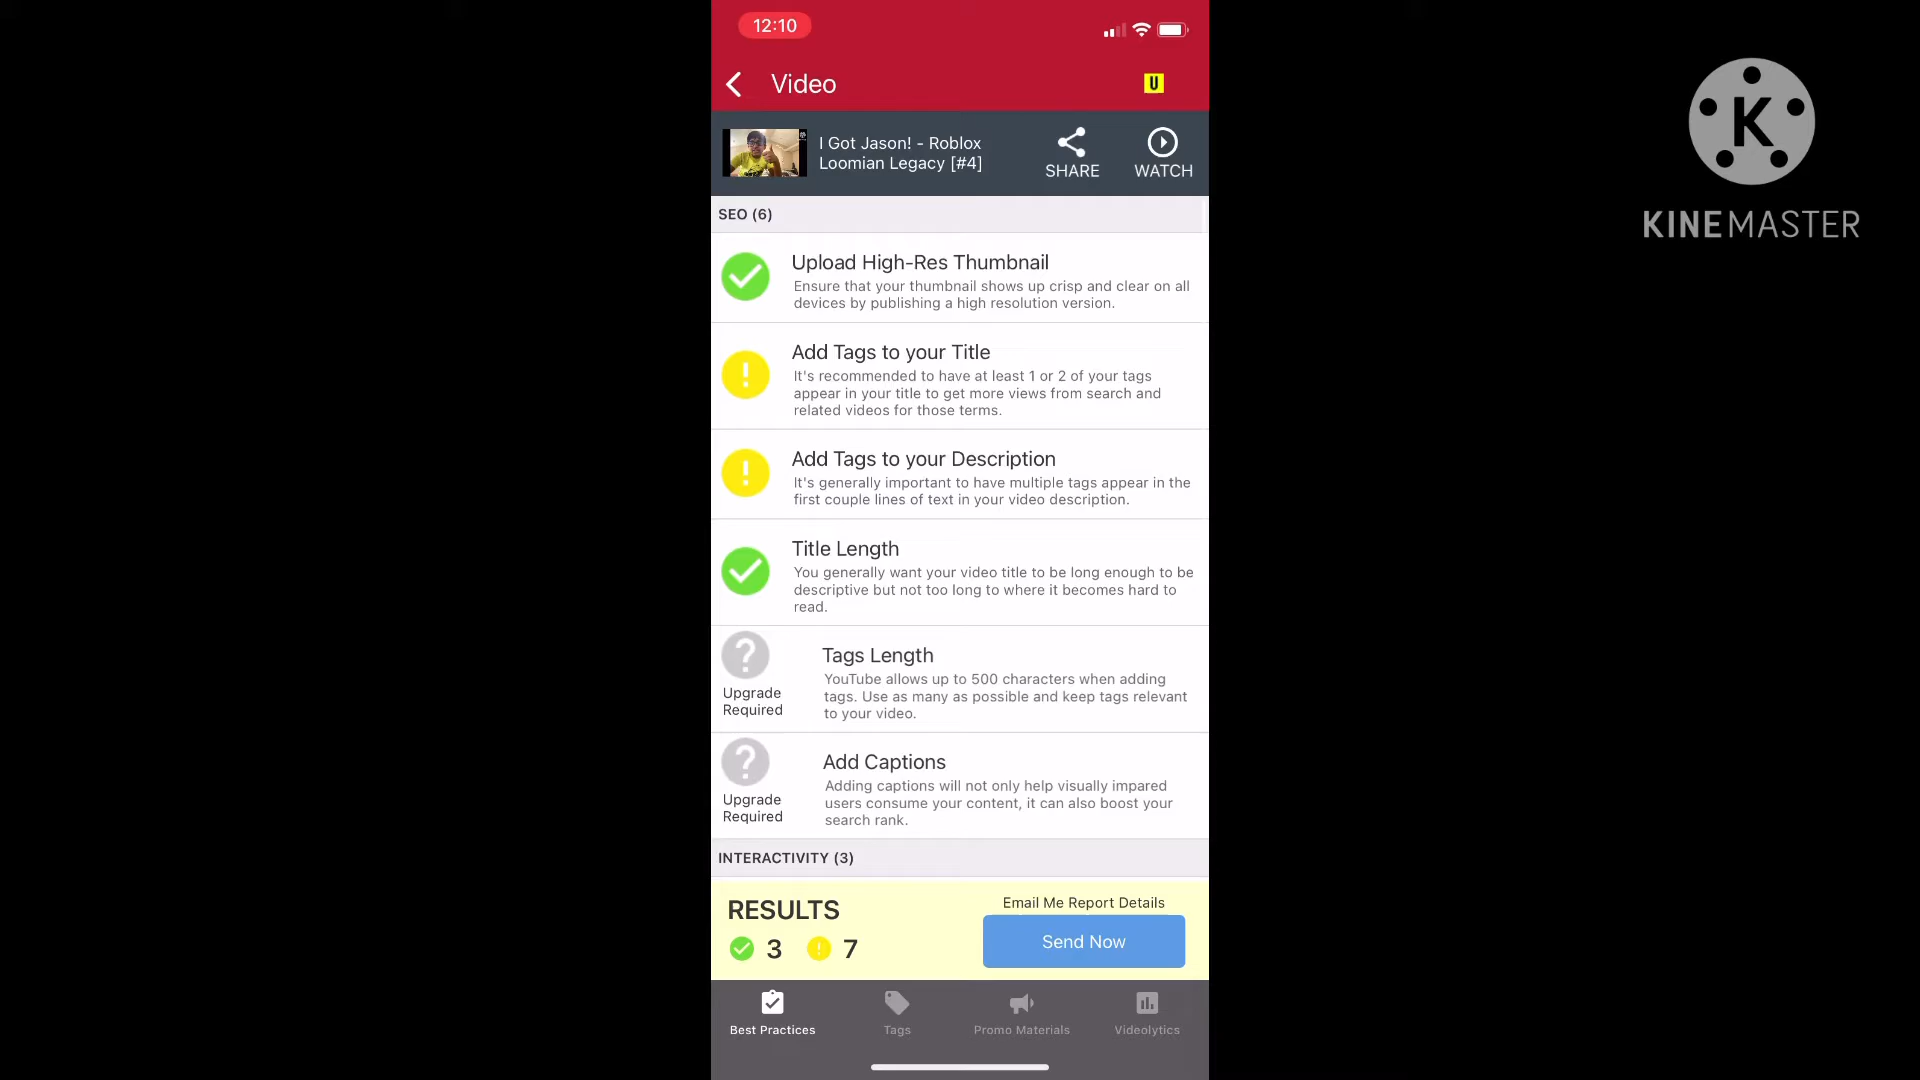 12:10
Video
U
I Got Jason! - Roblox
Loomian Legacy [#4]
SHARE
WATCH
SEO (6)
Upload High-Res Thumbnail
Ensure that your thumbnail shows up crisp and clear on all
devices by publishing a high resolution version.
Add Tags to your Title
It's recommended to have at least 1 or 2 of your tags
appear in your title to get more views from search and
related videos for those terms.
Add Tags to your Description
It's generally important to have multiple tags appear in the
first couple lines of text in your video description.
Title Length
You generally want your video title to be long enough to be
descriptive but not too long to where it becomes hard to
read.
Upgrade
Required
Tags Length
YouTube allows up to 500 characters when adding
tags. Use as many as possible and keep tags relevant
to your video.
Upgrade
Required
Add Captions
Adding captions will not only help visually impared
users consume your content, it can also boost your
search rank.
INTERACTIVITY (3)
RESULTS
3
7
Email Me Report Details
Send Now
Best Practices
Tags
Promo Materials
Videolytics
K
KINEMASTER